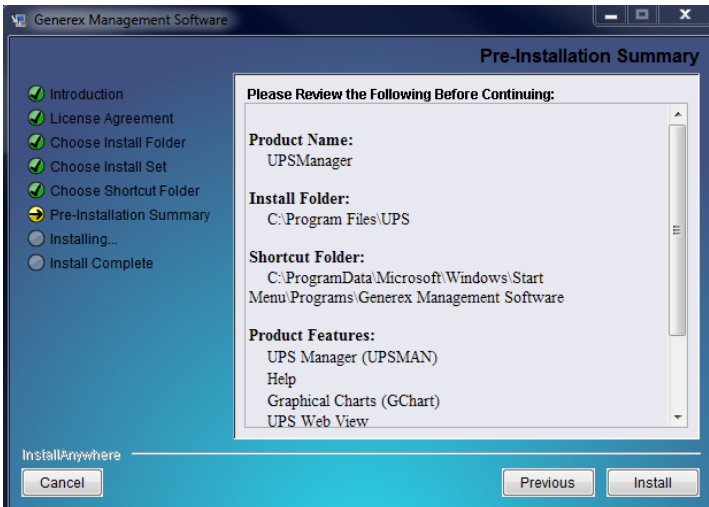 Generex Management Software
Pre-Installation Summary
Introduction
License Agreement
Choose Install Folder
Choose Install Set
Choose Shortcut Folder
Pre-Installation Summary
Installing...
Install Complete
Please Review the Following Before Continuing:
Product Name:
UPSManager
Install Folder:
C:\Program Files\UPS
Shortcut Folder:
C:\ProgramData\Microsoft\Windows\Start
Menu\Programs\Generex Management Software
Product Features:
UPS Manager (UPSMAN)
Help
Graphical Charts (GChart)
UPS Web View
InstallAnywhere
Cancel
Previous
Install